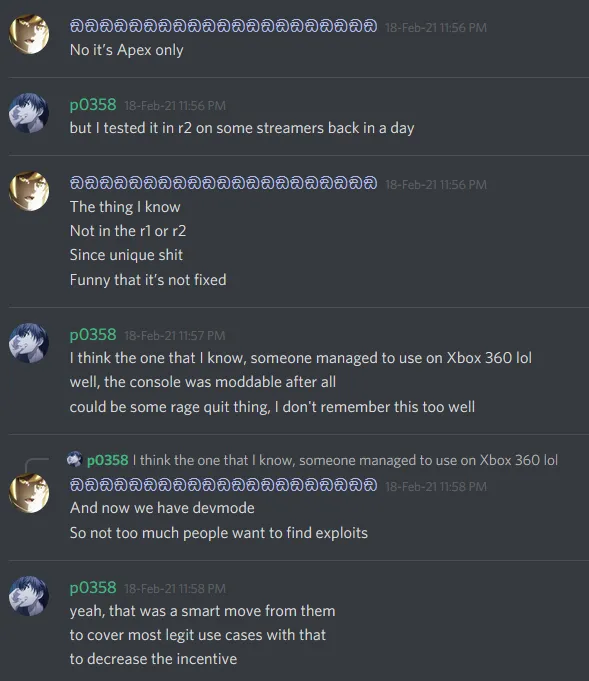 ඞඞඞඞඞඞඞඞඞඞඞඞඞඞඞඞඞඞඞඞඞ 18-Feb-21 11:56 PM
No it’s Apex only
p0358 18-Feb-21 11:56 PM
but I tested it in r2 on some streamers back in a day
ඞඞඞඞඞඞඞඞඞඞඞඞඞඞඞඞඞඞඞඞඞ 18-Feb-21 11:56 PM
The thing I know
Not in the r1 or r2
Since unique shit
Funny that it’s not fixed
p0358 18-Feb-21 11:57 PM
I think the one that I know, someone managed to use on Xbox 360 lol
well, the console was moddable after all
could be some rage quit thing, I don't remember this too well
p0358 I think the one that I know, someone managed to use on Xbox 360 lol
ඞඞඞඞඞඞඞඞඞඞඞඞඞඞඞඞඞඞඞඞඞ 18-Feb-21 11:58 PM
And now we have devmode
So not too much people want to find exploits
p0358 18-Feb-21 11:58 PM
yeah, that was a smart move from them
to cover most legit use cases with that
to decrease the incentive